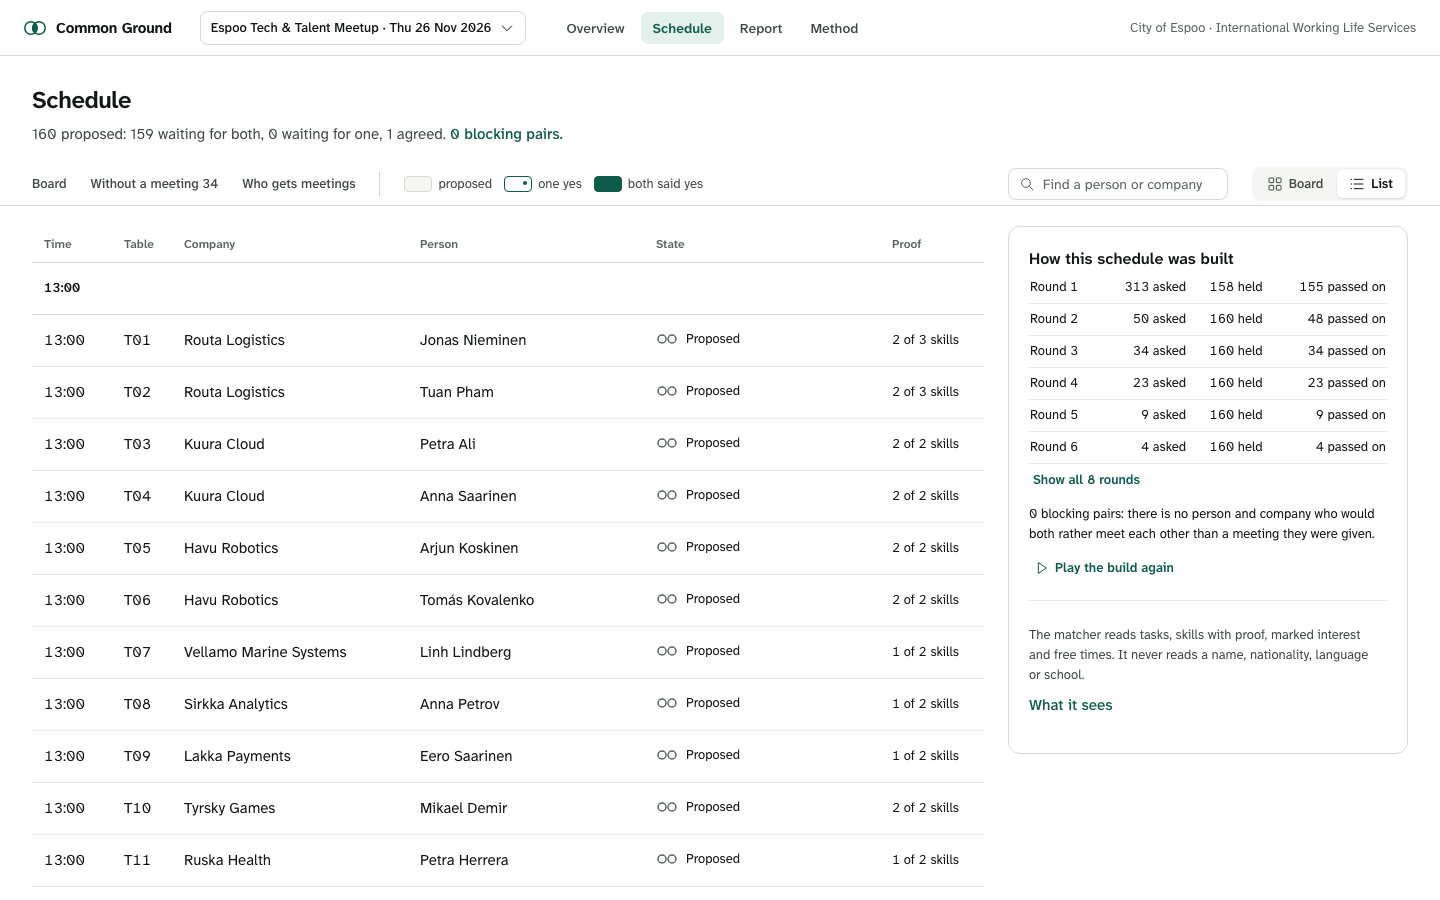 Common Ground
Espoo Tech & Talent Meetup · Thu 26 Nov 2026
Overview
Schedule
Report
Method
City of Espoo · International Working Life Services
Schedule
160 proposed: 159 waiting for both, 0 waiting for one, 1 agreed. 0 blocking pairs.
Board
Without a meeting 34
Who gets meetings
proposed
one yes
both said yes
Find a person or company
Board
List
Time Table Company Person State Proof
13:00
13:00 T01 Routa Logistics Jonas Nieminen Proposed 2 of 3 skills
13:00 T02 Routa Logistics Tuan Pham Proposed 2 of 3 skills
13:00 T03 Kuura Cloud Petra Ali Proposed 2 of 2 skills
13:00 T04 Kuura Cloud Anna Saarinen Proposed 2 of 2 skills
13:00 T05 Havu Robotics Arjun Koskinen Proposed 2 of 2 skills
13:00 T06 Havu Robotics Tomás Kovalenko Proposed 2 of 2 skills
13:00 T07 Vellamo Marine Systems Linh Lindberg Proposed 1 of 2 skills
13:00 T08 Sirkka Analytics Anna Petrov Proposed 1 of 2 skills
13:00 T09 Lakka Payments Eero Saarinen Proposed 1 of 2 skills
13:00 T10 Tyrsky Games Mikael Demir Proposed 2 of 2 skills
13:00 T11 Ruska Health Petra Herrera Proposed 1 of 2 skills
How this schedule was built
Round 1 313 asked 158 held 155 passed on
Round 2 50 asked 160 held 48 passed on
Round 3 34 asked 160 held 34 passed on
Round 4 23 asked 160 held 23 passed on
Round 5 9 asked 160 held 9 passed on
Round 6 4 asked 160 held 4 passed on
Show all 8 rounds
0 blocking pairs: there is no person and company who would
both rather meet each other than a meeting they were given.
Play the build again
The matcher reads tasks, skills with proof, marked interest
and free times. It never reads a name, nationality, language
or school.
What it sees